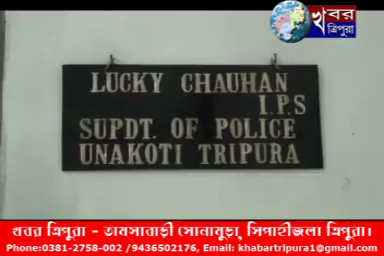 খবর
ত্রিপুরা
LUCKY CHAUHAN
I.P.S
SUPDT. OF POLICE
UNAKOTI TRIPURA
খবর ত্রিপুরা - তামসাবাড়ী সোনামুড়া, সিপাহীজলা ত্রিপুরা।
Phone:0381-2758-002 /9436502176, Email: khabartripura1@gmail.com